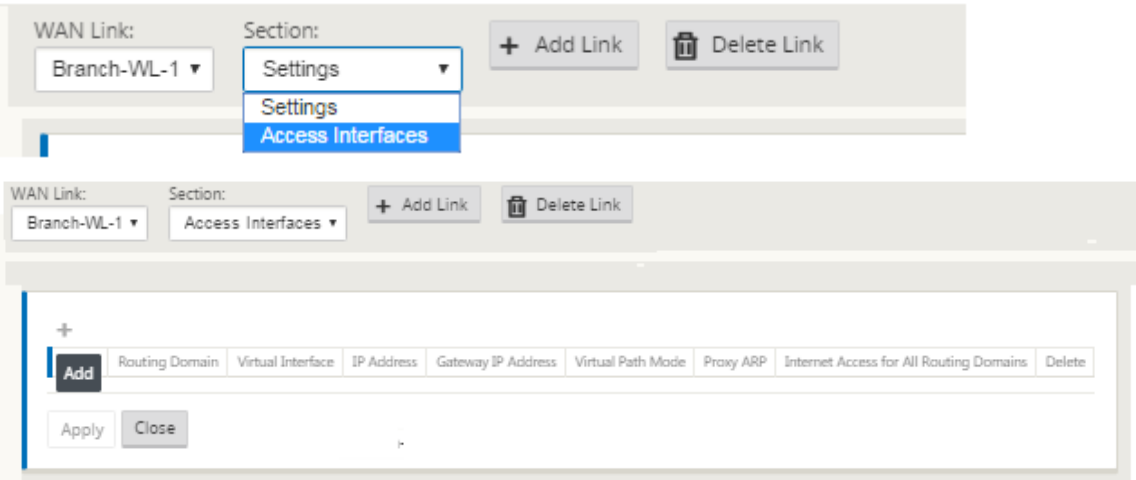 WAN Link: Section:
Branch-WL-1 Settings + Add Link Delete Link
Settings
Access Interfaces
WAN Link: Section:
Branch-WL-1 Access Interfaces + Add Link Delete Link
+
Add Routing Domain Virtual Interface IP Address Gateway IP Address Virtual Path Mode Proxy ARP Internet Access for All Routing Domains Delete
Apply Close